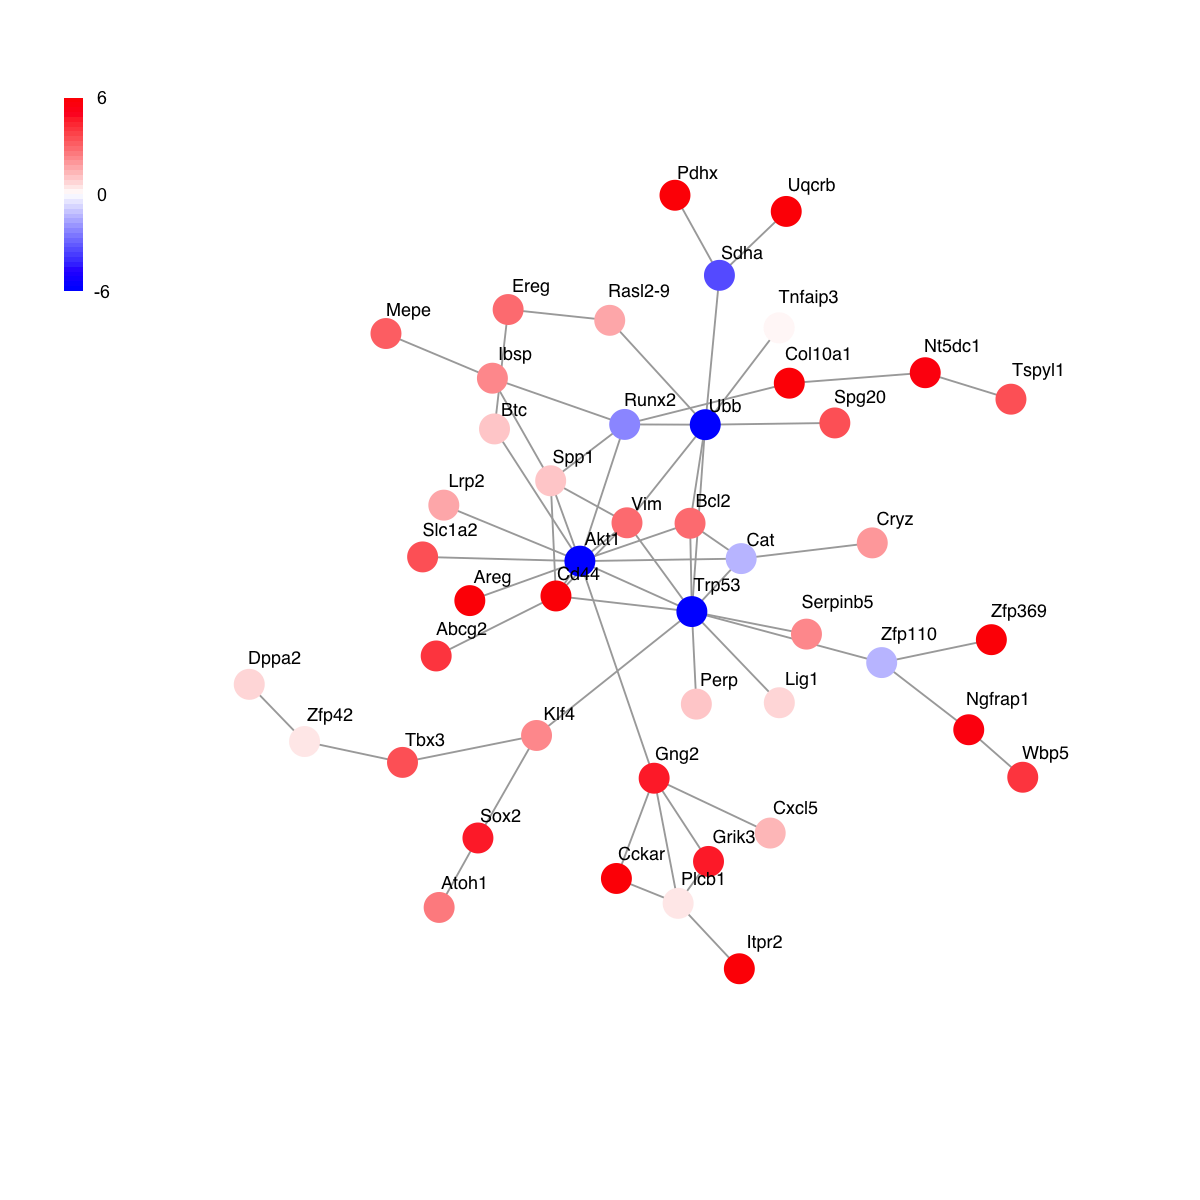 6
0
-6
Pdhx
Uqcrb
Sdha
Ereg
Rasl2-9
Tnfaip3
Mepe
Ibsp
Col10a1
Nt5dc1
Tspyl1
Btc
Runx2
Ubb
Spg20
Spp1
Lrp2
Vim
Bcl2
Slc1a2
Akt1
Cat
Cryz
Areg
Cd44
Trp53
Abcg2
Serpinb5
Zfp110
Zfp369
Dppa2
Perp
Lig1
Ngfrap1
Zfp42
Tbx3
Klf4
Gng2
Wbp5
Sox2
Cxcl5
Grik3
Cckar
Atoh1
Plcb1
Itpr2